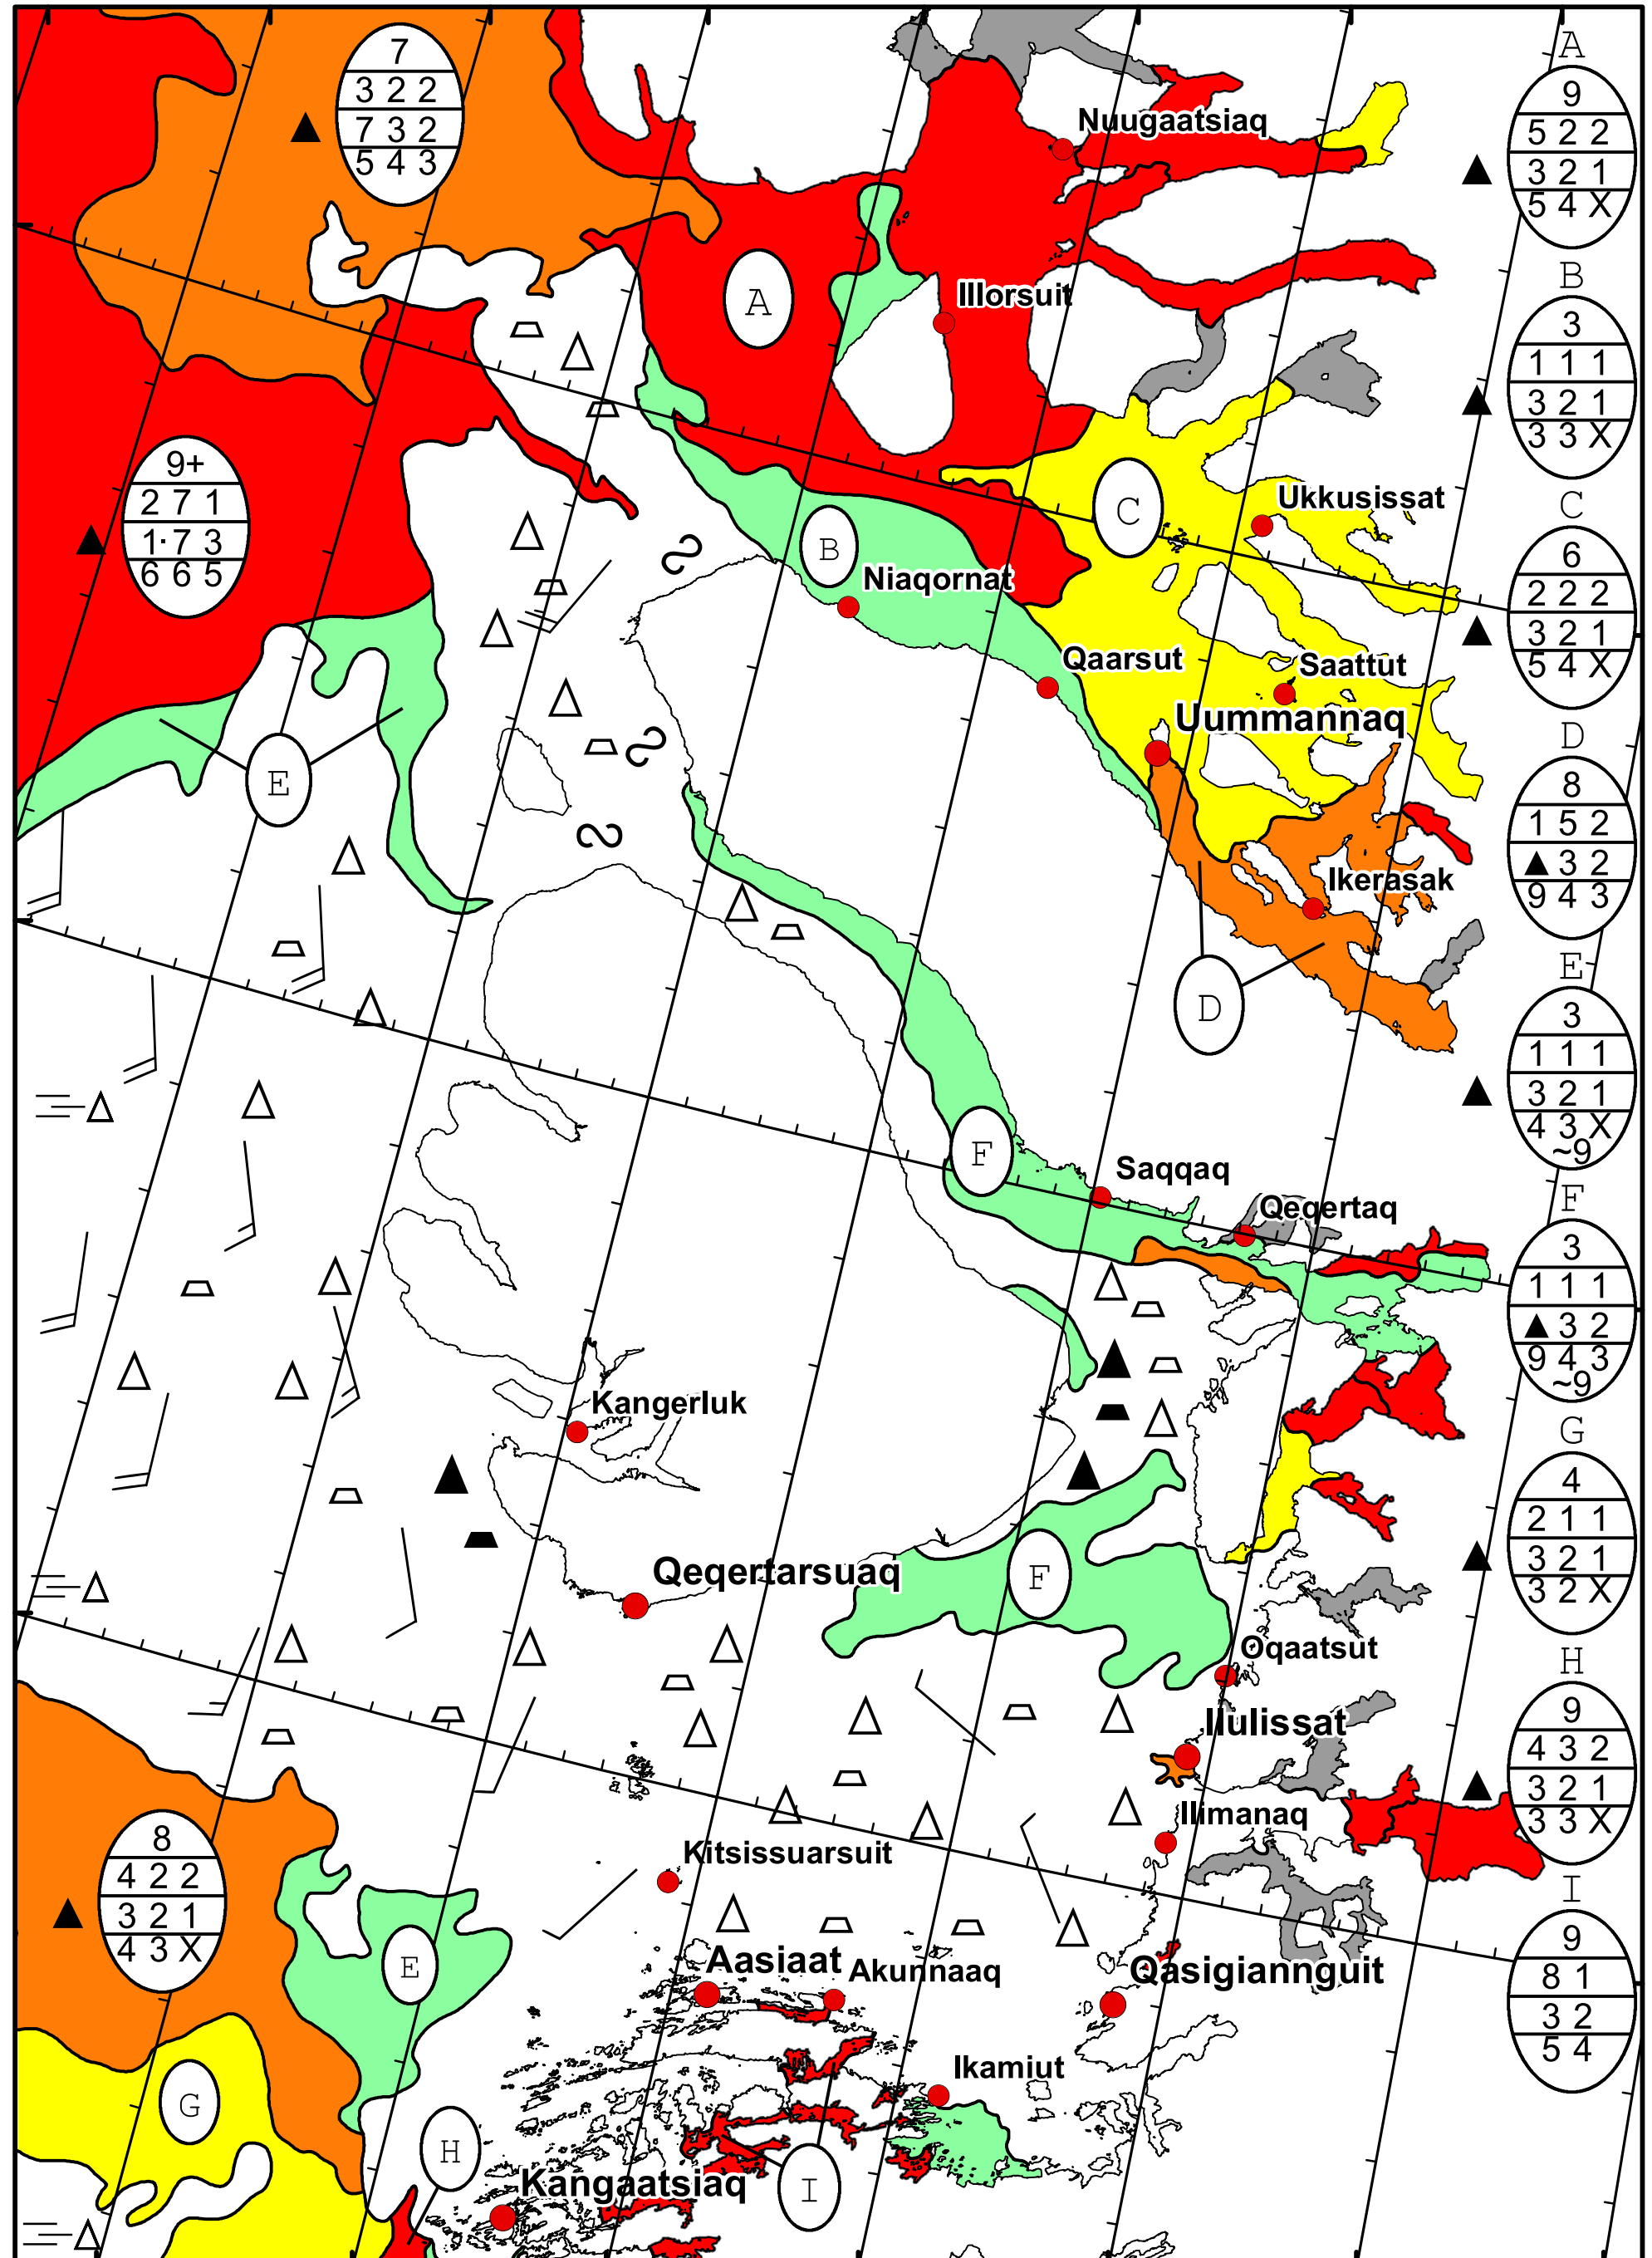 7
3 2 2
7 3 2
5 4 3
A
9
5 2 2
3 2 1
5 4 X
Nuugaatsiaq
B
3
1 1 1
3 2 1
3 3 X
A
Illorsuit
9+
2 7 1
1· 7 3
6 6 5
C
6
2 2 2
3 2 1
5 4 X
C
Ukkusissat
B
Niaqornat
Qaarsut
Saattut
Uummannaq
E
D
8
1 5 2
▲ 3 2
9 4 3
Ikerasak
D
E
3
1 1 1
3 2 1
4 3 X
~9
F
Saqqaq
Qeqertaq
F
3
1 1 1
▲ 3 2
9 4 3
~9
Kangerluk
G
4
2 1 1
3 2 1
3 2 X
Qeqertarsuaq
F
Oqaatsut
Ilulissat
H
9
4 3 2
3 2 1
3 3 X
Ilimanaq
8
4 2 2
3 2 1
4 3 X
Kitsissuarsuit
E
Aasiaat
Akunnaaq
Qasigiannguit
I
9
8 1
3 2
5 4
G
Ikamiut
H
Kangaatsiaq
I